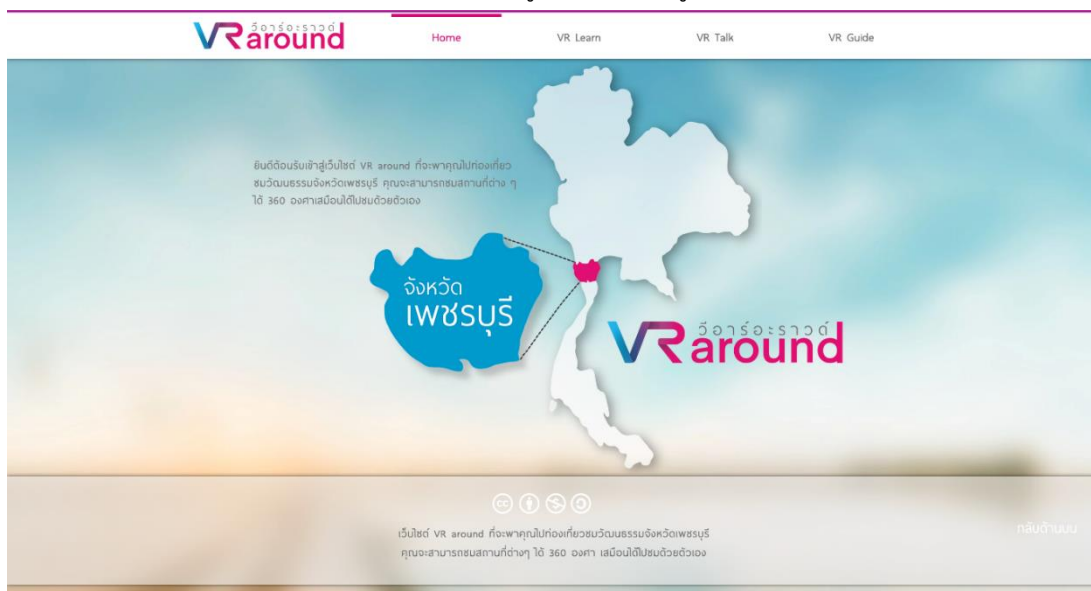 วีอาร์อะราวด์
VR around
Home
VR Learn
VR Talk
VR Guide
ยินดีต้อนรับเข้าสู่เว็บไซต์ VR around ที่จะพาคุณไปท่องเที่ยว
ชมวัฒนธรรมจังหวัดเพชรบุรี คุณจะสามารถชมสถานที่ต่าง ๆ
ได้ 360 องศาเสมือนได้ไปชมด้วยตัวเอง
จังหวัด
เพชรบุรี
วีอาร์อะราวด์
VR around
cc
เว็บไซต์ VR around ที่จะพาคุณไปท่องเที่ยวชมวัฒนธรรมจังหวัดเพชรบุรี
คุณจะสามารถชมสถานที่ต่างๆ ได้ 360 องศา เสมือนได้ไปชมด้วยตัวเอง
กลับด้านบน